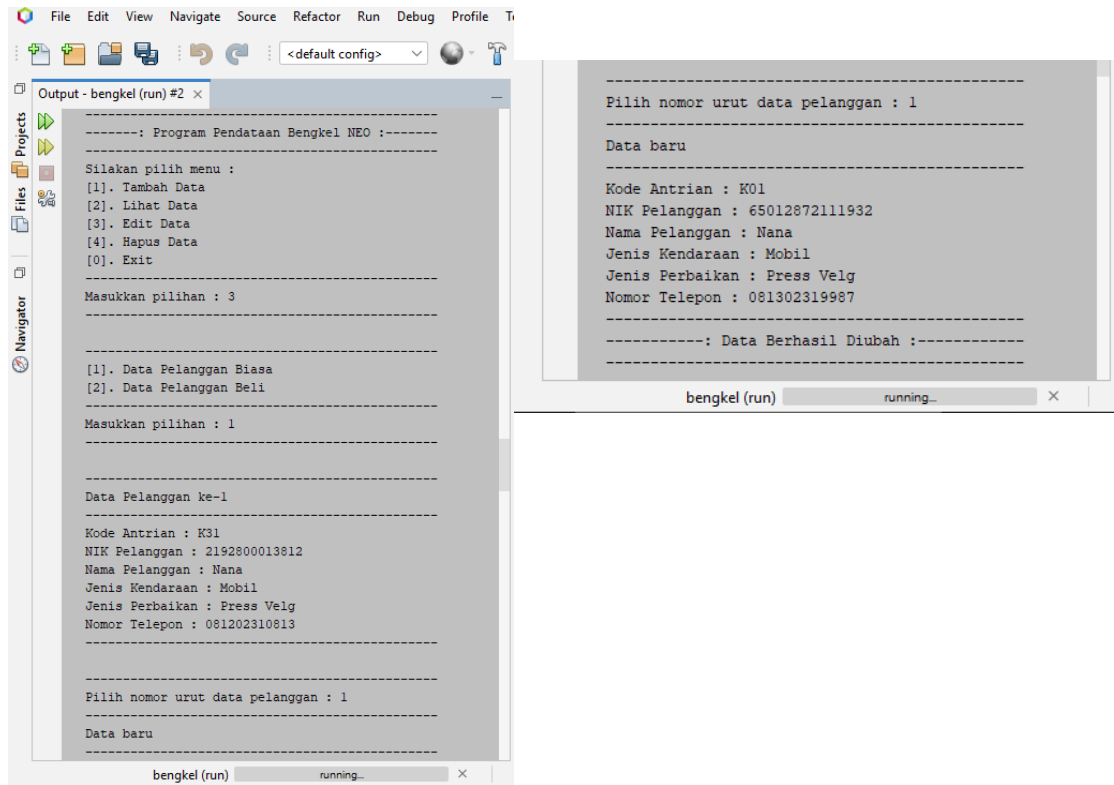 File Edit View Navigate Source Refactor Run Debug Profile
<default config>
Output - bengkel (run) #2
Projects
Files
Navigator
----------------------------------------------
-------: Program Pendataan Bengkel NEO :-------
----------------------------------------------
Silakan pilih menu :
[1]. Tambah Data
[2]. Lihat Data
[3]. Edit Data
[4]. Hapus Data
[0]. Exit
----------------------------------------------
Masukkan pilihan : 3
----------------------------------------------
----------------------------------------------
[1]. Data Pelanggan Biasa
[2]. Data Pelanggan Beli
----------------------------------------------
Masukkan pilihan : 1
----------------------------------------------
----------------------------------------------
Data Pelanggan ke-1
----------------------------------------------
Kode Antrian : K31
NIK Pelanggan : 2192800013812
Nama Pelanggan : Nana
Jenis Kendaraan : Mobil
Jenis Perbaikan : Press Velg
Nomor Telepon : 081202310813
----------------------------------------------
----------------------------------------------
Pilih nomor urut data pelanggan : 1
----------------------------------------------
Data baru
----------------------------------------------
bengkel (run) running...
----------------------------------------------
Pilih nomor urut data pelanggan : 1
----------------------------------------------
Data baru
----------------------------------------------
Kode Antrian : K01
NIK Pelanggan : 65012872111932
Nama Pelanggan : Nana
Jenis Kendaraan : Mobil
Jenis Perbaikan : Press Velg
Nomor Telepon : 081302319987
----------------------------------------------
-----------: Data Berhasil Diubah :------------
----------------------------------------------
bengkel (run) running...